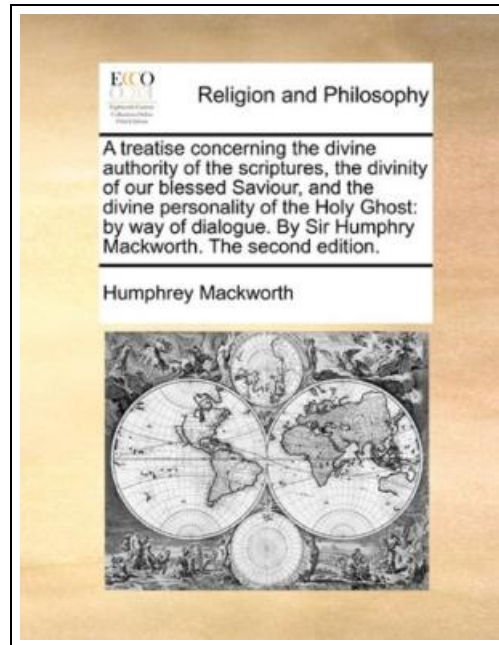 ECCO
Religion and Philosophy
A treatise concerning the divine
authority of the scriptures, the divinity
of our blessed Saviour, and the
divine personality of the Holy Ghost:
by way of dialogue. By Sir Humphry
Mackworth. The second edition.
Humphrey Mackworth